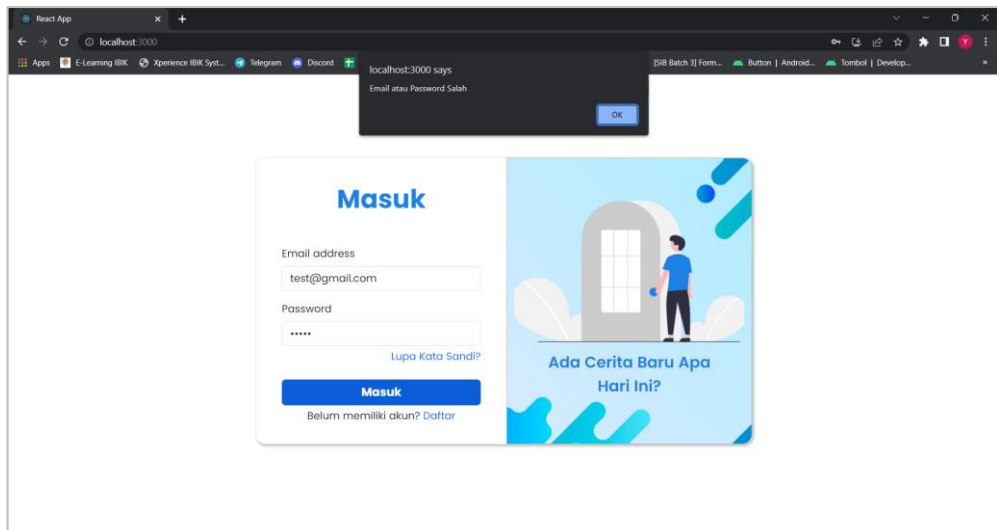 React App
localhost:3000
Apps
E-Learning IBIK
Xperience IBIK Syst...
Telegram
Discord
[SIB Batch 3] Form...
Button | Android...
Tombol | Develop...
localhost:3000 says
Email atau Password Salah
OK
Masuk
Email address
test@gmail.com
Password
•••••
Lupa Kata Sandi?
Masuk
Belum memiliki akun? Daftar
Ada Cerita Baru Apa
Hari Ini?